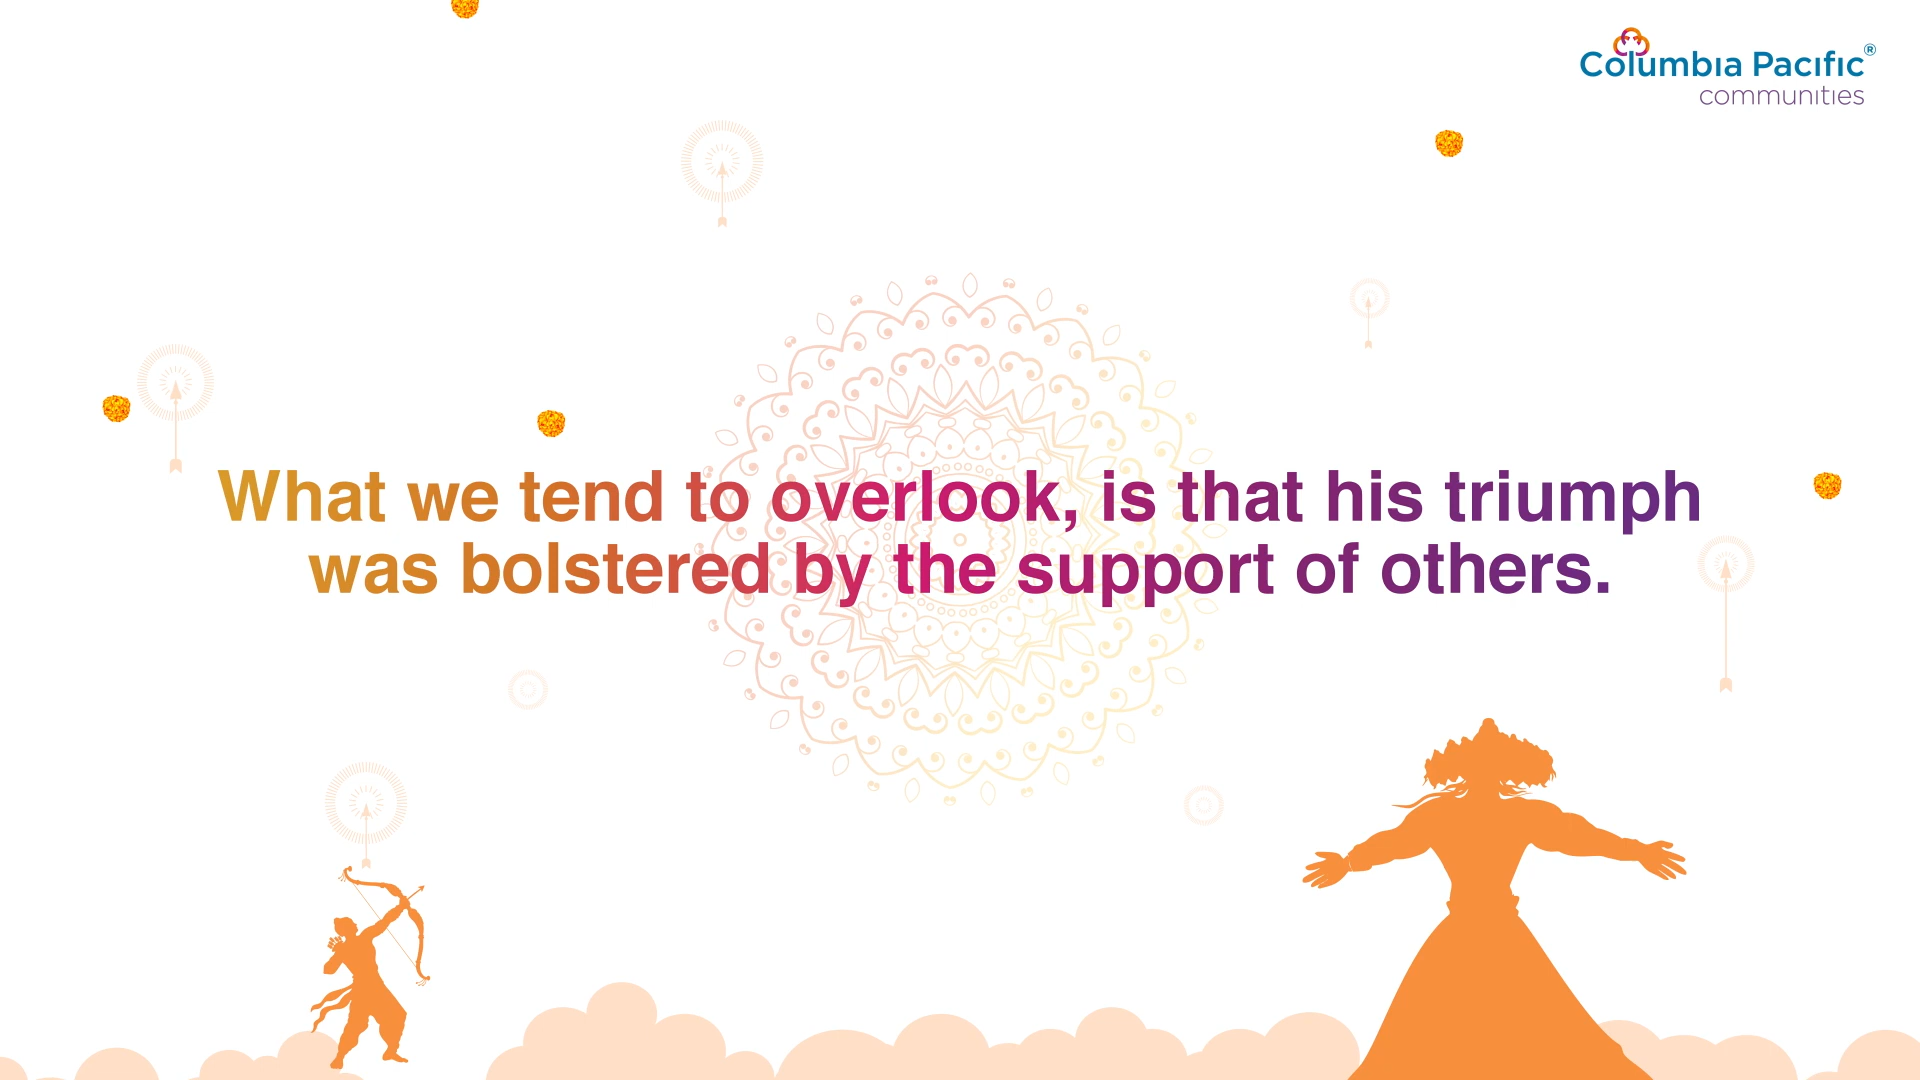 Columbia Pacific®
communities
What we tend to overlook, is that his triumph
was bolstered by the support of others.